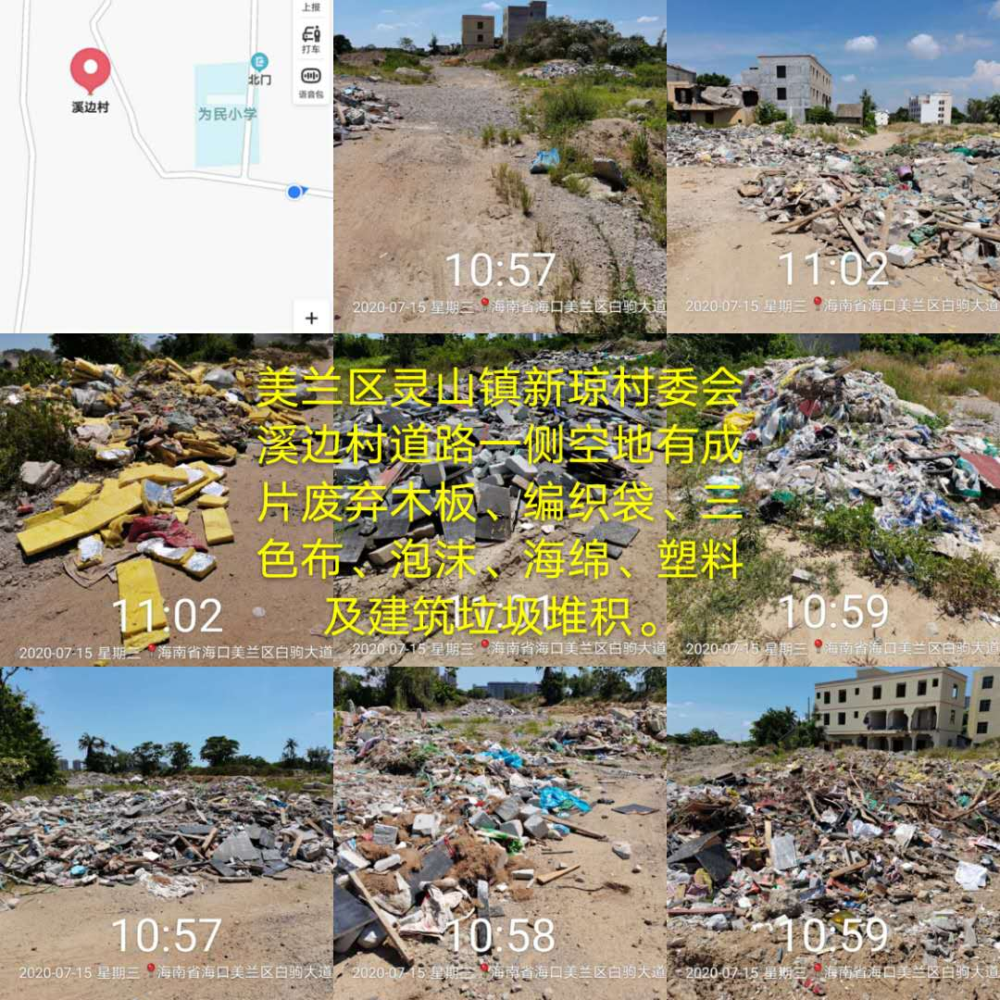 上报
打车
语音包
北门
溪边村
为民小学
10:57
2020-07-15 星期三 海南省海口美兰区白驹大道
11:02
2020-07-15 星期三 海南省海口美兰区白驹大道
美兰区灵山镇新琼村委会
溪边村道路一侧空地有成
片废弃木板、编织袋、三
色布、泡沫、海绵、塑料
及建筑垃圾堆积。
11:02
2020-07-15 星期三 海南省海口美兰区白驹大道
2020-07-15 星期三 海南省海口美兰区白驹大道
10:59
2020-07-15 星期三 海南省海口美兰区白驹大道
10:57
2020-07-15 星期三 海南省海口美兰区白驹大道
10:58
2020-07-15 星期三 海南省海口美兰区白驹大道
10:59
2020-07-15 星期三 海南省海口美兰区白驹大道